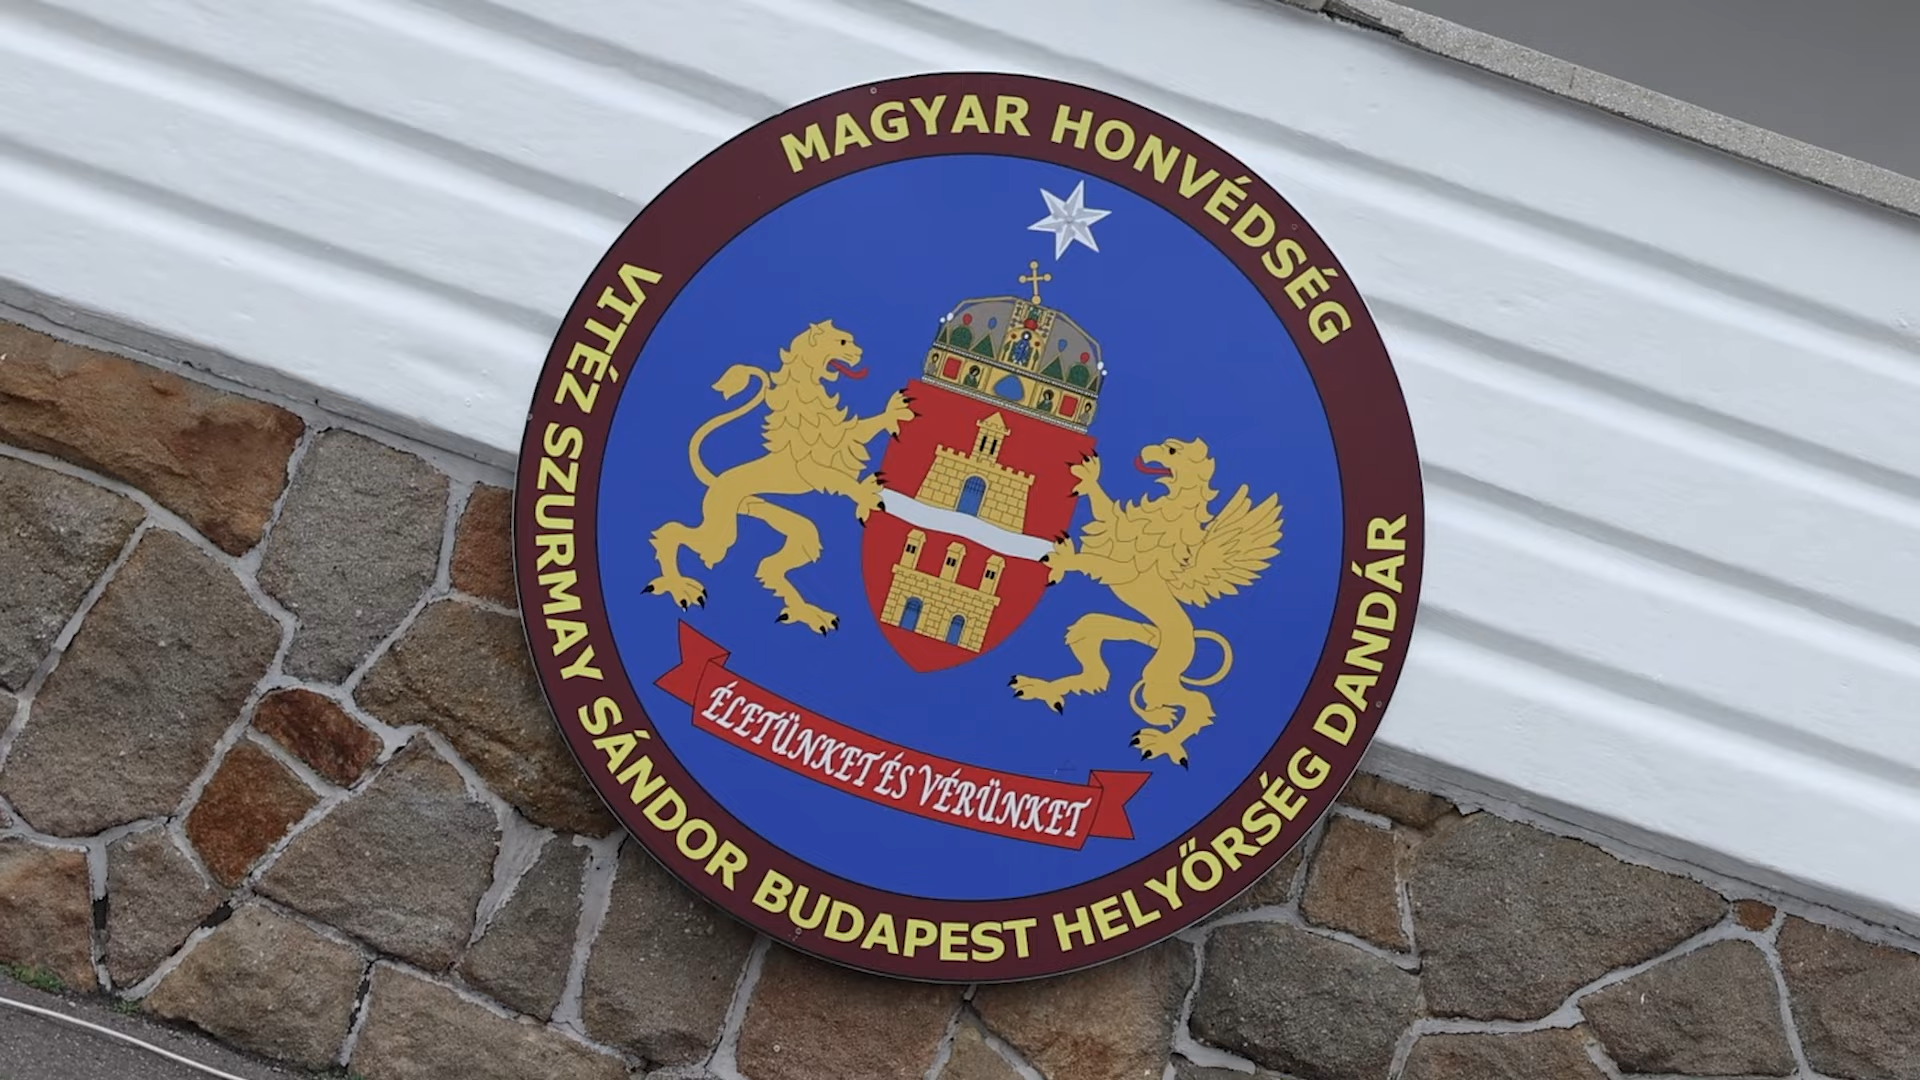 MAGYAR HONVÉDSÉG
VITÉZ SZURMAY SÁNDOR BUDAPEST HELYŐRSÉG DANDÁR
ÉLETÜNKET ÉS VÉRÜNKET